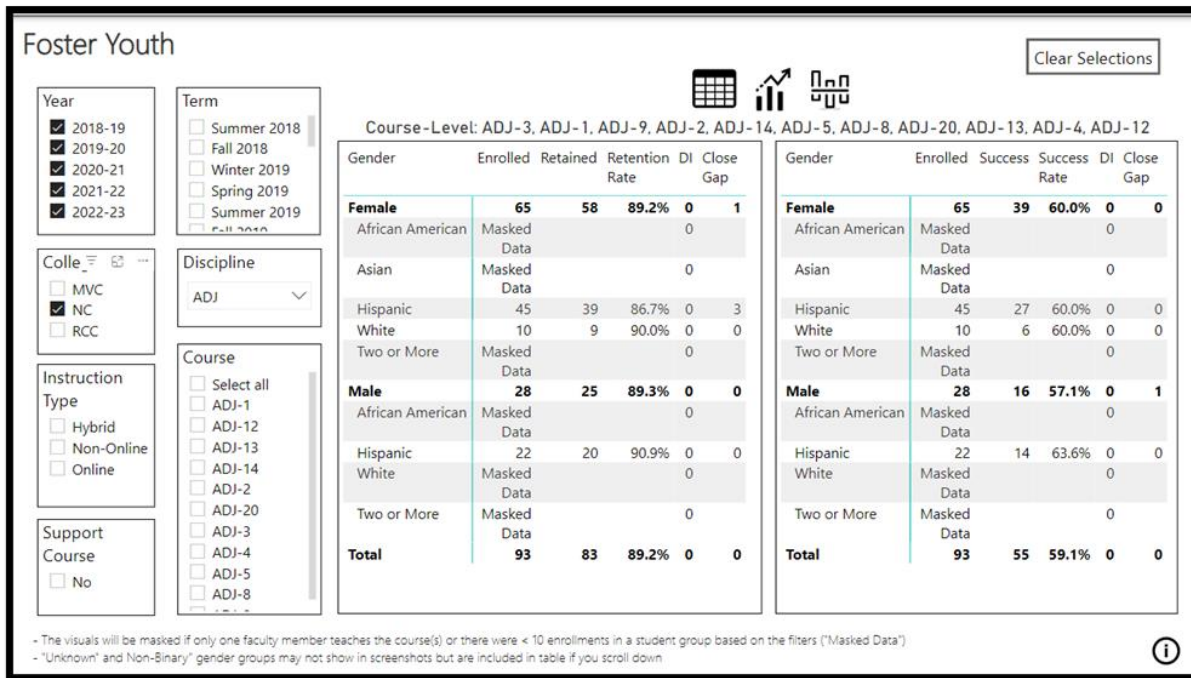 Foster Youth
Clear Selections
Year
2018-19
2019-20
2020-21
2021-22
2022-23
Term
Summer 2018
Fall 2018
Winter 2019
Spring 2019
Summer 2019
Colle
MVC
NC
RCC
Discipline
ADJ
Instruction
Type
Hybrid
Non-Online
Online
Course
Select all
ADJ-1
ADJ-12
ADJ-13
ADJ-14
ADJ-2
ADJ-20
ADJ-3
ADJ-4
ADJ-5
ADJ-8
Support
Course
No
Course-Level: ADJ-3, ADJ-1, ADJ-9, ADJ-2, ADJ-14, ADJ-5, ADJ-8, ADJ-20, ADJ-13, ADJ-4, ADJ-12
Gender Enrolled Retained Retention DI Close
Rate Gap
Female 65 58 89.2% 0 1
African American Masked 0
Data
Asian Masked 0
Data
Hispanic 45 39 86.7% 0 3
White 10 9 90.0% 0 0
Two or More Masked 0
Data
Male 28 25 89.3% 0 0
African American Masked 0
Data
Hispanic 22 20 90.9% 0 0
White Masked 0
Data
Two or More Masked 0
Data
Total 93 83 89.2% 0 0
Gender Enrolled Success Success DI Close
Rate Gap
Female 65 39 60.0% 0 0
African American Masked 0
Data
Asian Masked 0
Data
Hispanic 45 27 60.0% 0 0
White 10 6 60.0% 0 0
Two or More Masked 0
Data
Male 28 16 57.1% 0 1
African American Masked 0
Data
Hispanic 22 14 63.6% 0 0
White Masked 0
Data
Two or More Masked 0
Data
Total 93 55 59.1% 0 0
- The visuals will be masked if only one faculty member teaches the course(s) or there were < 10 enrollments in a student group based on the filters ("Masked Data")
- "Unknown" and Non-Binary" gender groups may not show in screenshots but are included in table if you scroll down